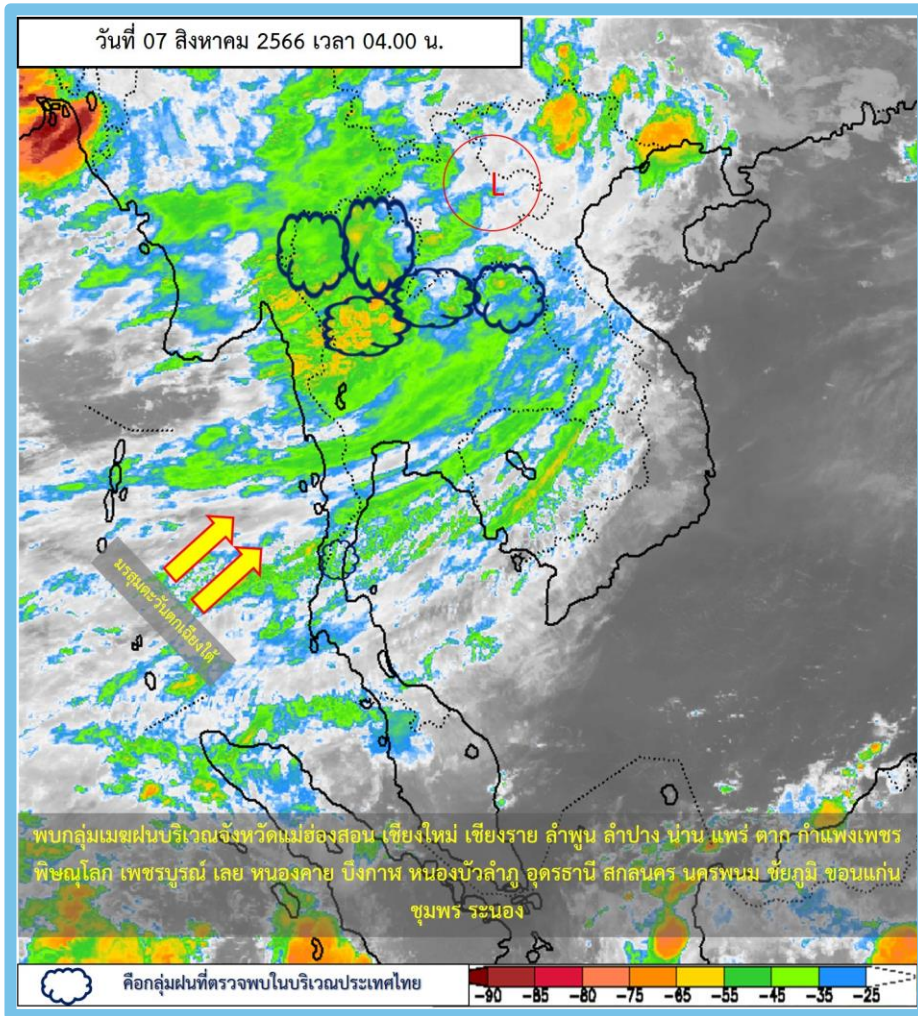 วันที่ 07 สิงหาคม 2566 เวลา 04.00 น.
L
มรสุมตะวันตกเฉียงใต้
พบกลุ่มเมฆฝนบริเวณจังหวัดแม่ฮ่องสอน เชียงใหม่ เชียงราย ลำพูน ลำปาง น่าน แพร่ ตาก กำแพงเพชร
พิษณุโลก เพชรบูรณ์ เลย หนองคาย บึงกาฬ หนองบัวลำภู อุดรธานี สกลนคร นครพนม ชัยภูมิ ขอนแก่น
ชุมพร ระนอง
คือกลุ่มฝนที่ตรวจพบในบริเวณประเทศไทย
-90 -85 -80 -75 -65 -55 -45 -35 -25